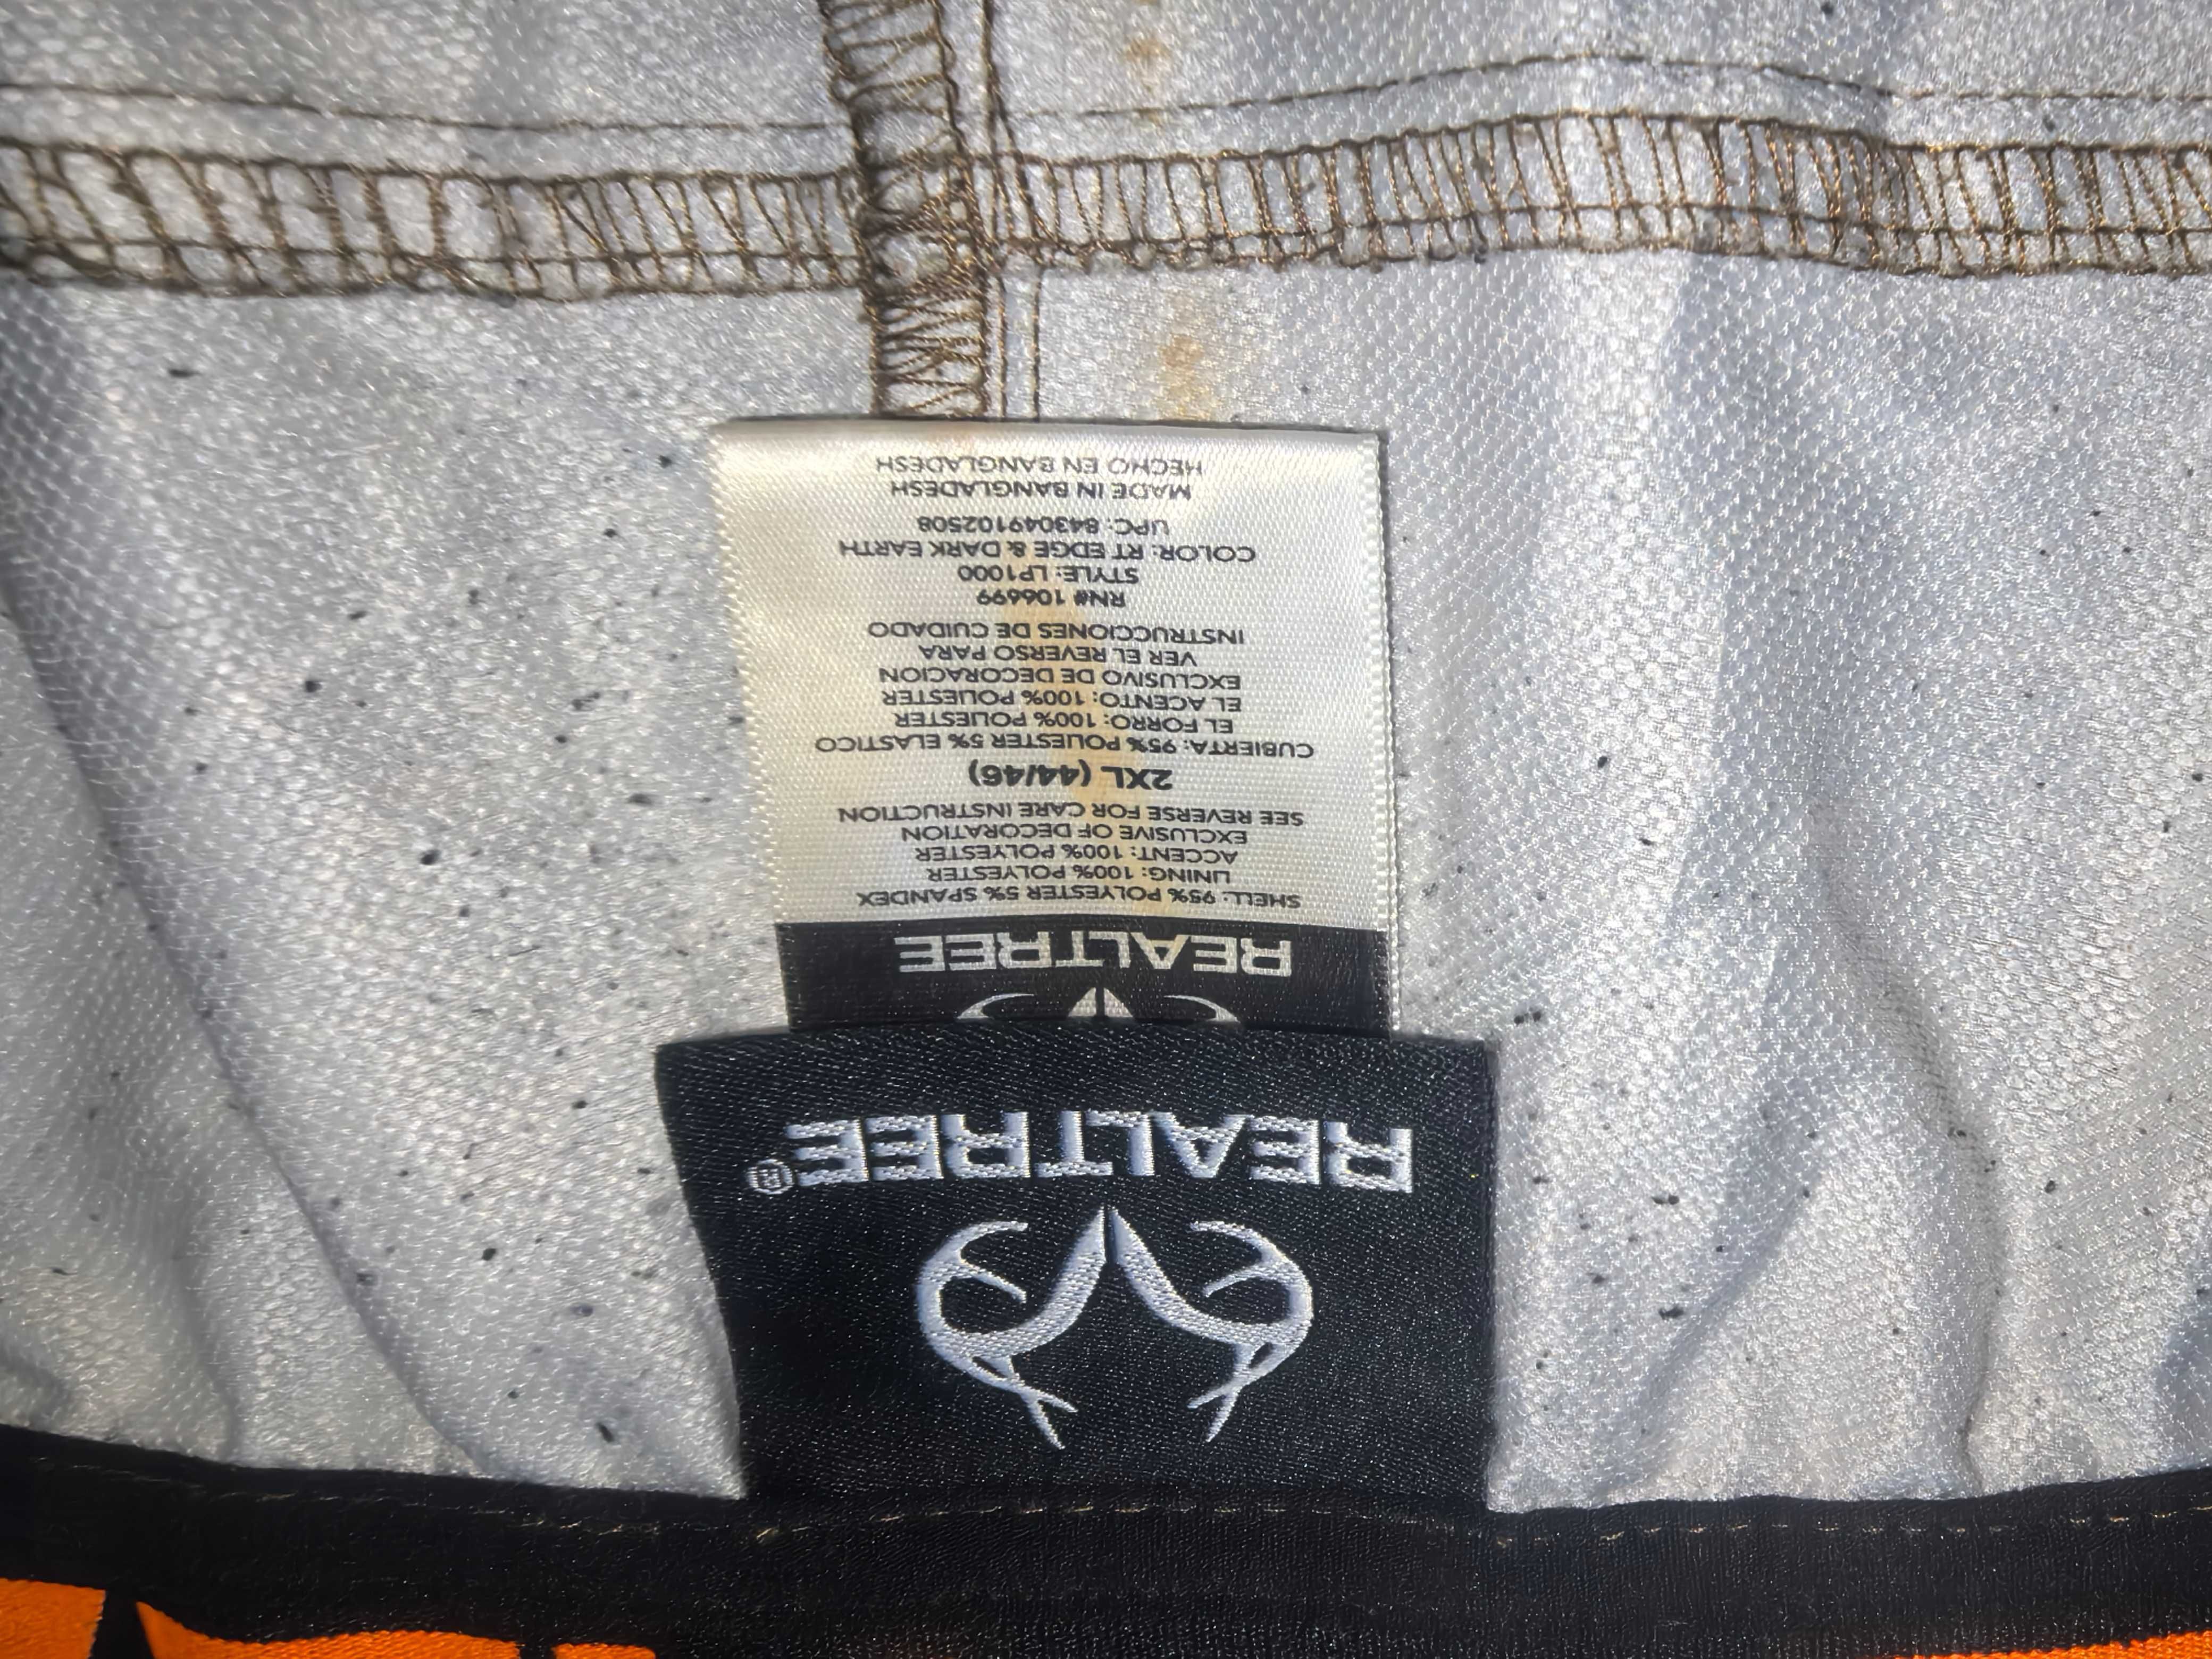 REALTREE®
REALTREE
SHELL: 95% POLYESTER 5% SPANDEX
LINING: 100% POLYESTER
ACCENT: 100% POLYESTER
EXCLUSIVE OF DECORATION
SEE REVERSE FOR CARE INSTRUCTION
2XL (44/46)
CUBIERTA: 95% POLIESTER 5% ELASTICO
EL FORRO: 100% POLIESTER
EL ACENTO: 100% POLIESTER
EXCLUSIVO DE DECORACION
VER EL REVERSO PARA
INSTRUCCIONES DE CUIDADO
RN# 106699
STYLE: LP1000
COLOR: RT EDGE & DARK EARTH
UPC: 843049102508
MADE IN BANGLADESH
HECHO EN BANGLADESH